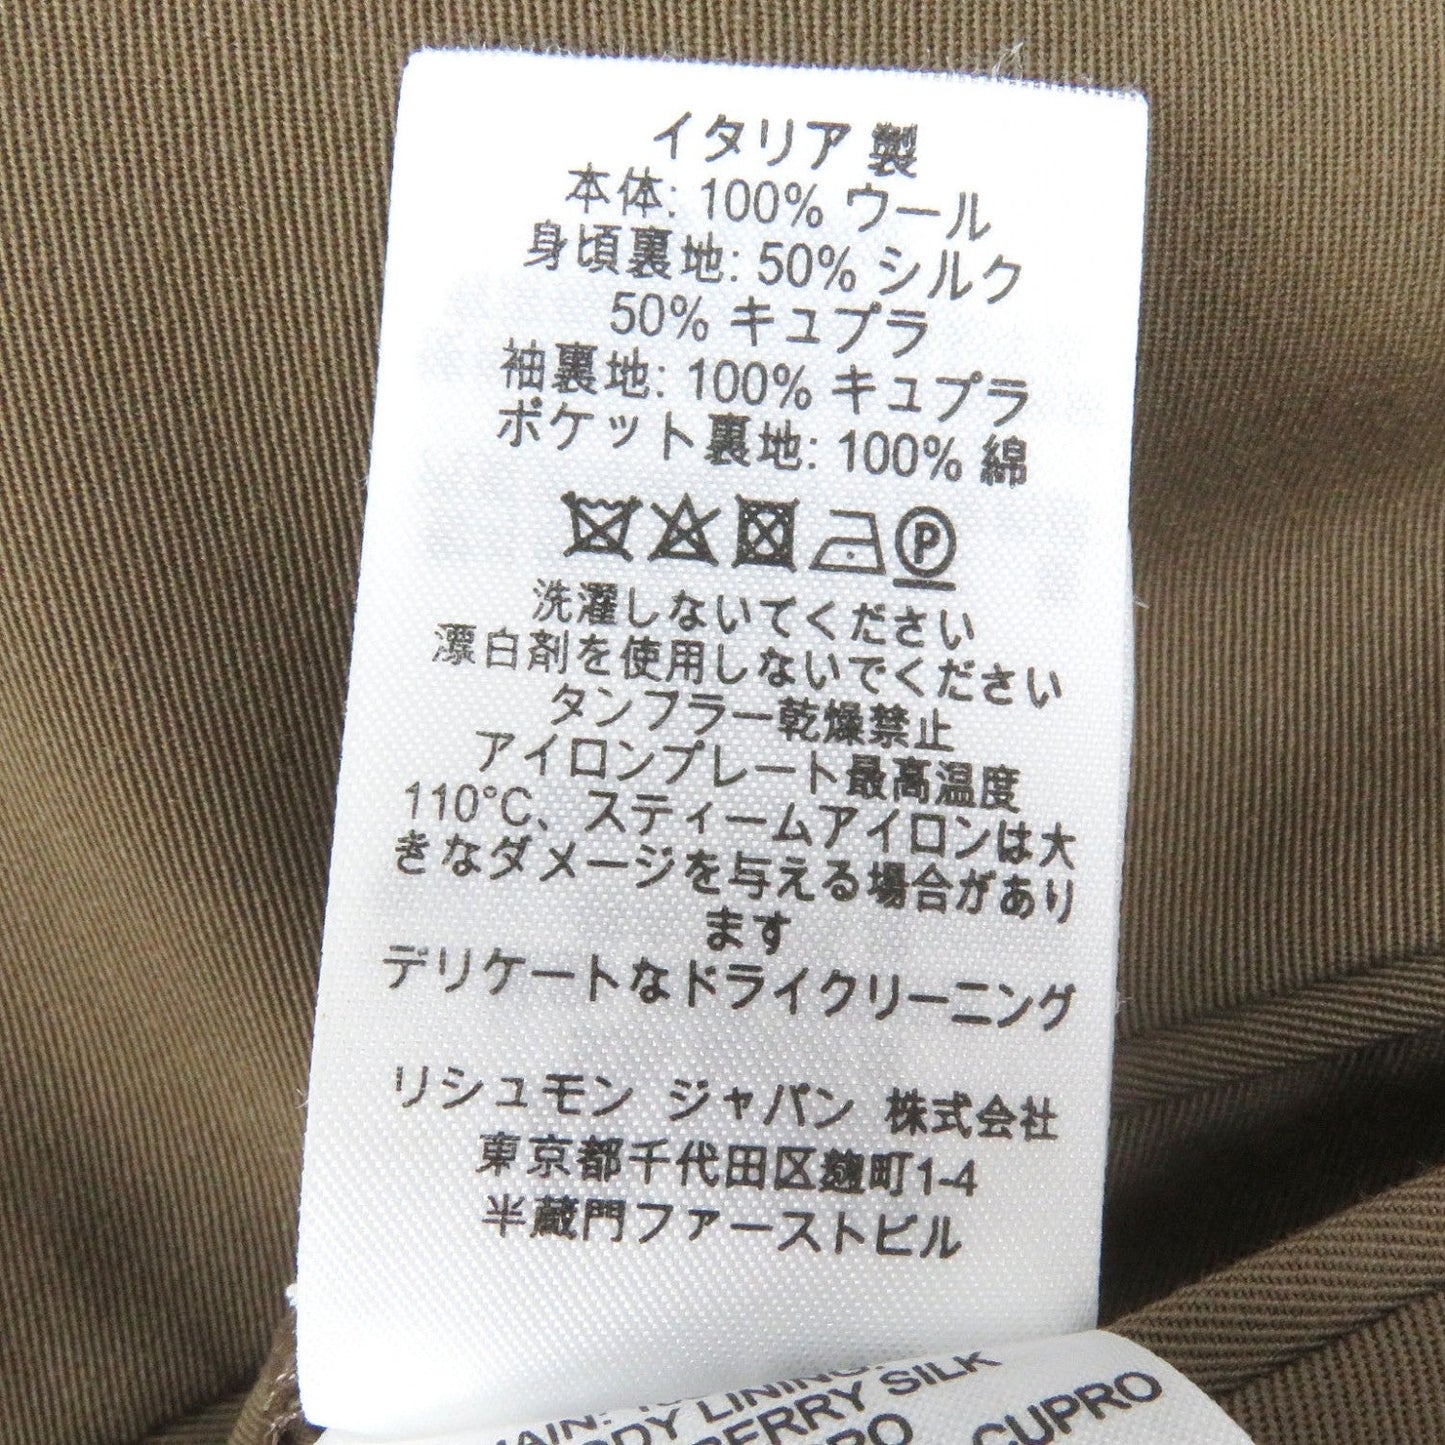 イタリア 製
本体: 100% ウール
身頃裏地: 50% シルク
50% キュプラ
袖裏地: 100% キュプラ
ポケット裏地: 100% 綿
P
洗濯しないでください
漂白剤を使用しないでください
タンブラー乾燥禁止
アイロンプレート最高温度
110°C、スティームアイロンは大
きなダメージを与える場合があり
ます
デリケートなドライクリーニング
リシュモン ジャパン 株式会社
東京都千代田区麹町1-4
半蔵門ファーストビル
LINING:
SILK
CUPRO